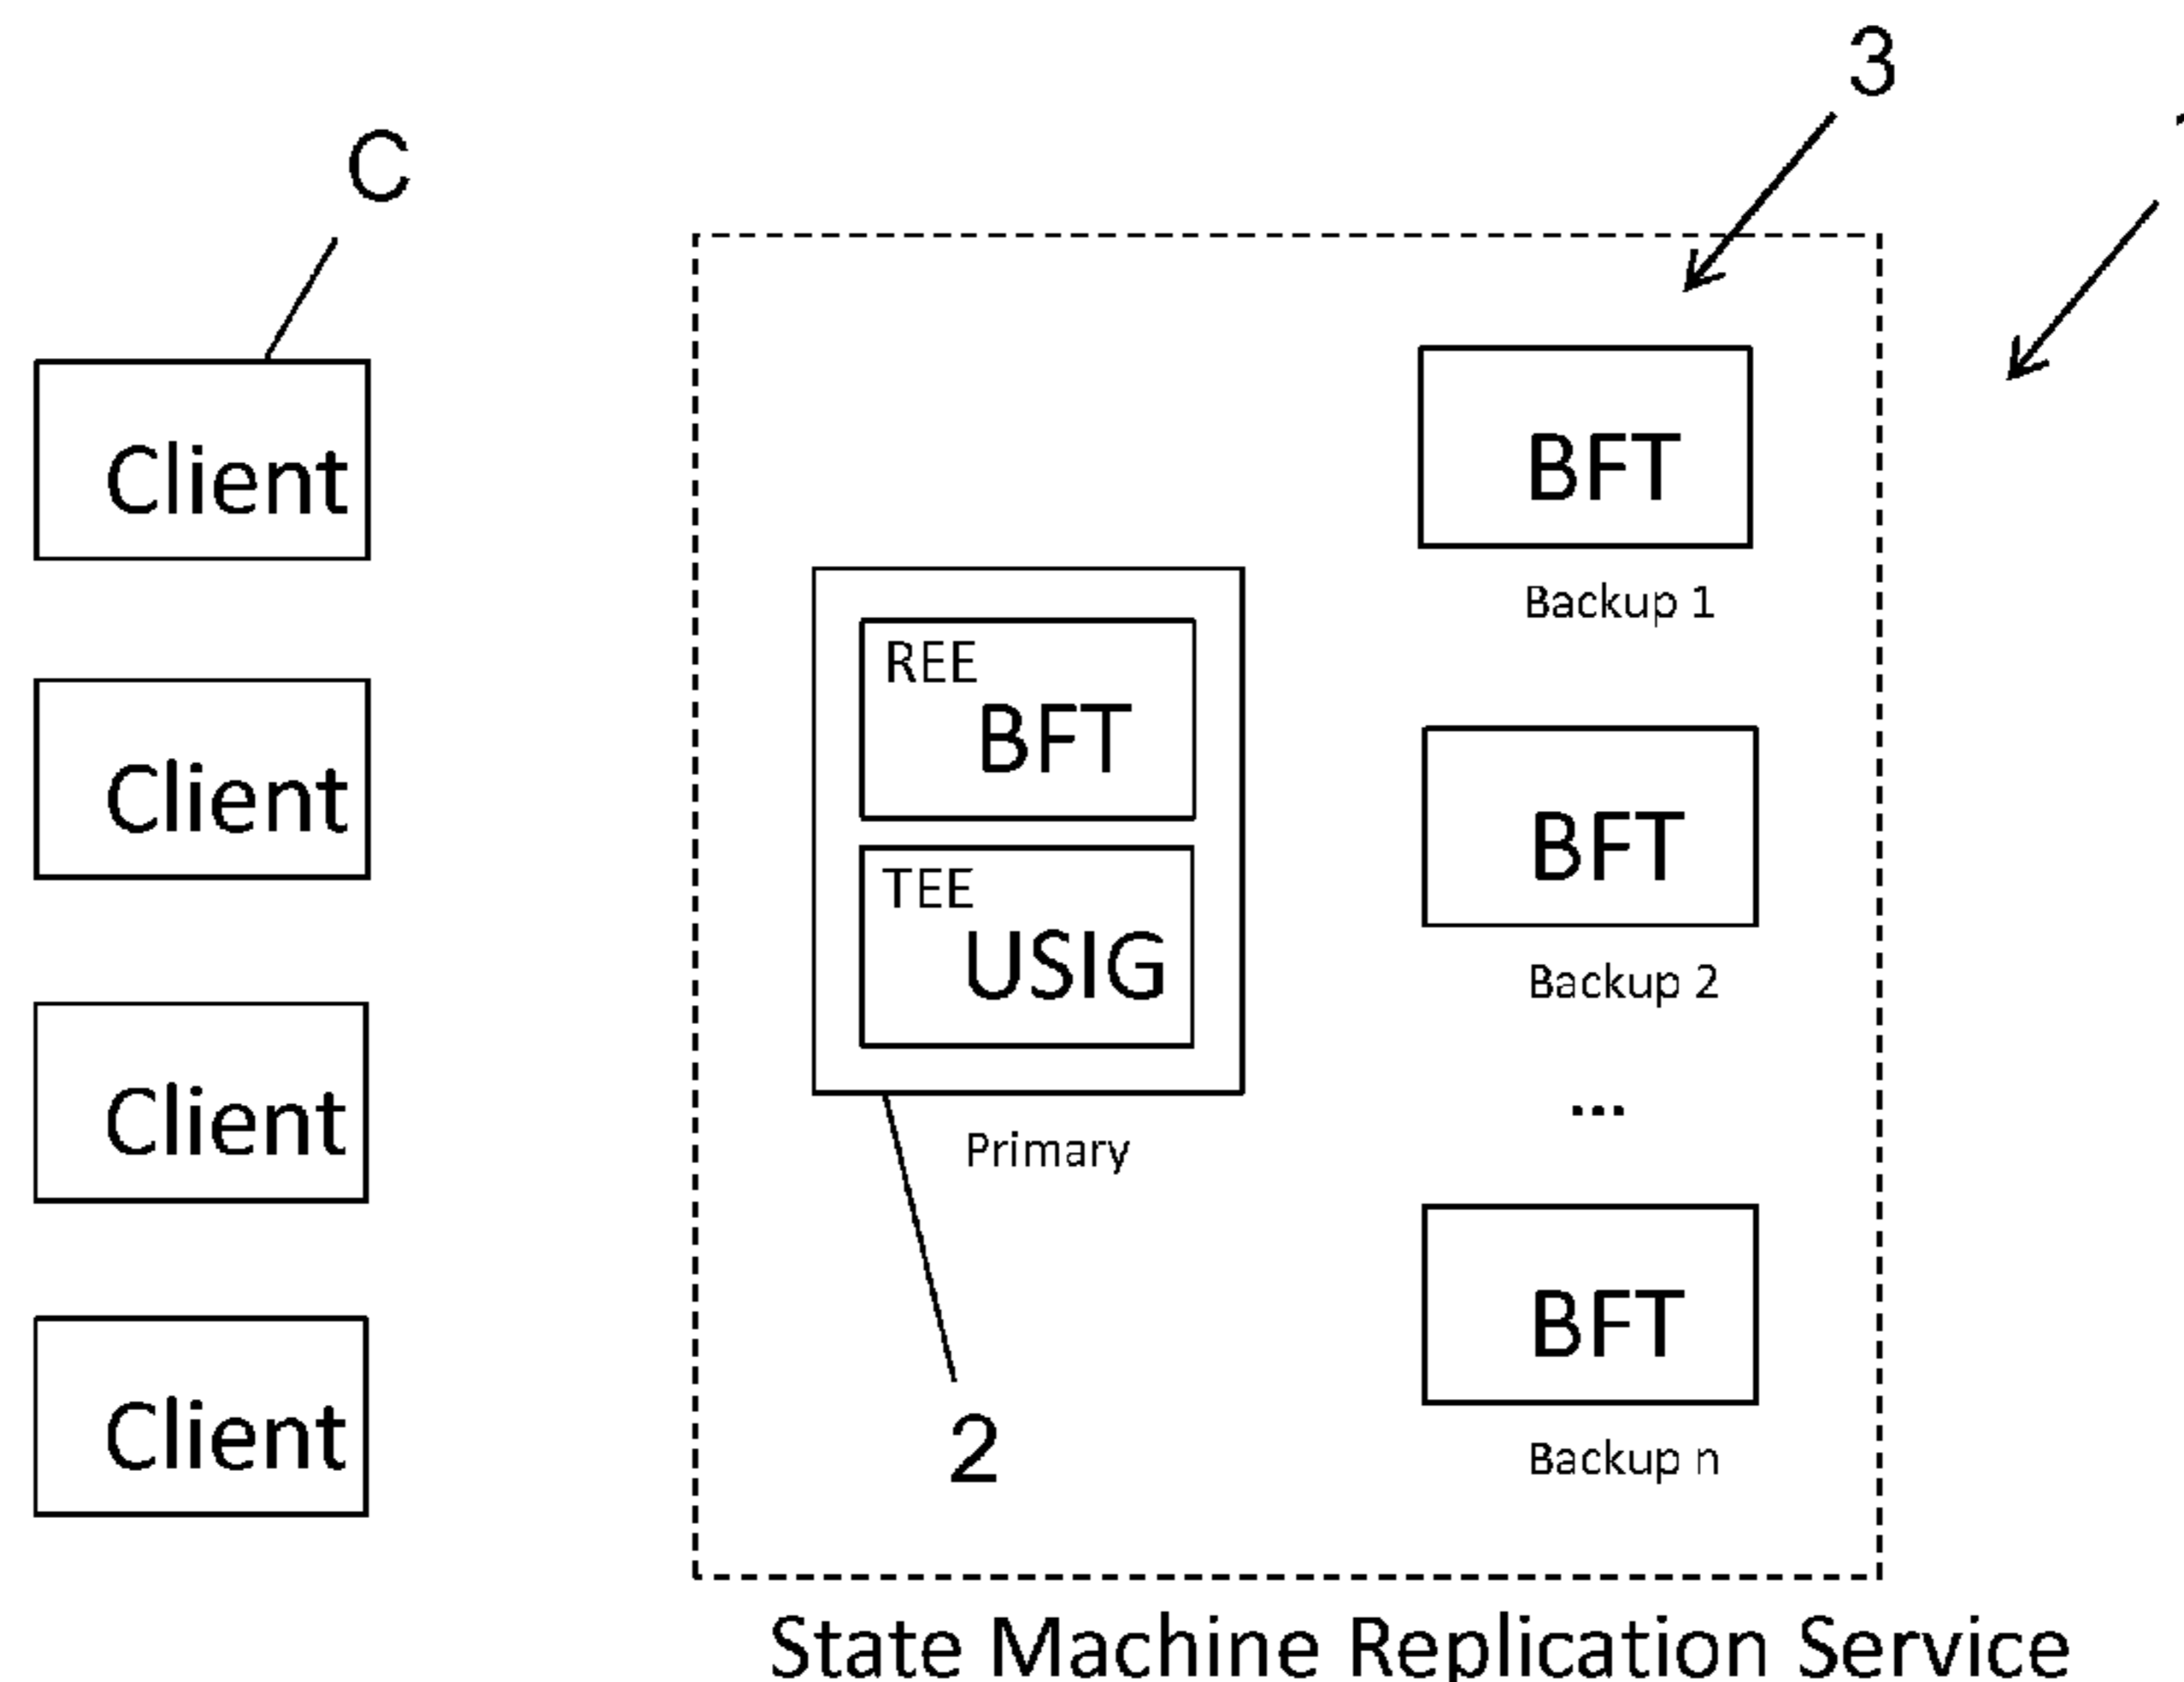 3
C
Client
Client
Client
Client
REE
BFT
TEE
USIG
Primary
2
BFT
Backup 1
BFT
Backup 2
...
BFT
Backup n
State Machine Replication Service